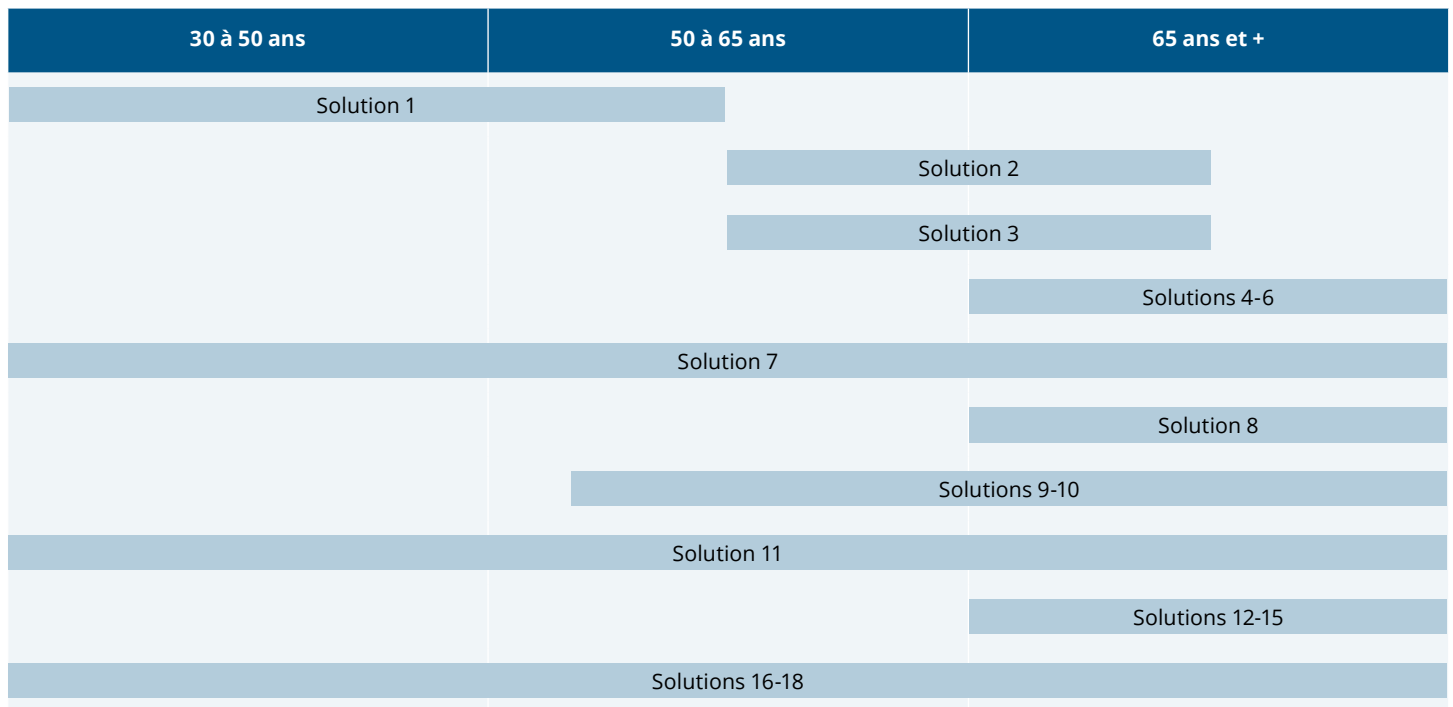 30 à 50 ans
50 à 65 ans
65 ans et +
Solution 1
Solution 2
Solution 3
Solutions 4-6
Solution 7
Solution 8
Solutions 9-10
Solution 11
Solutions 12-15
Solutions 16-18